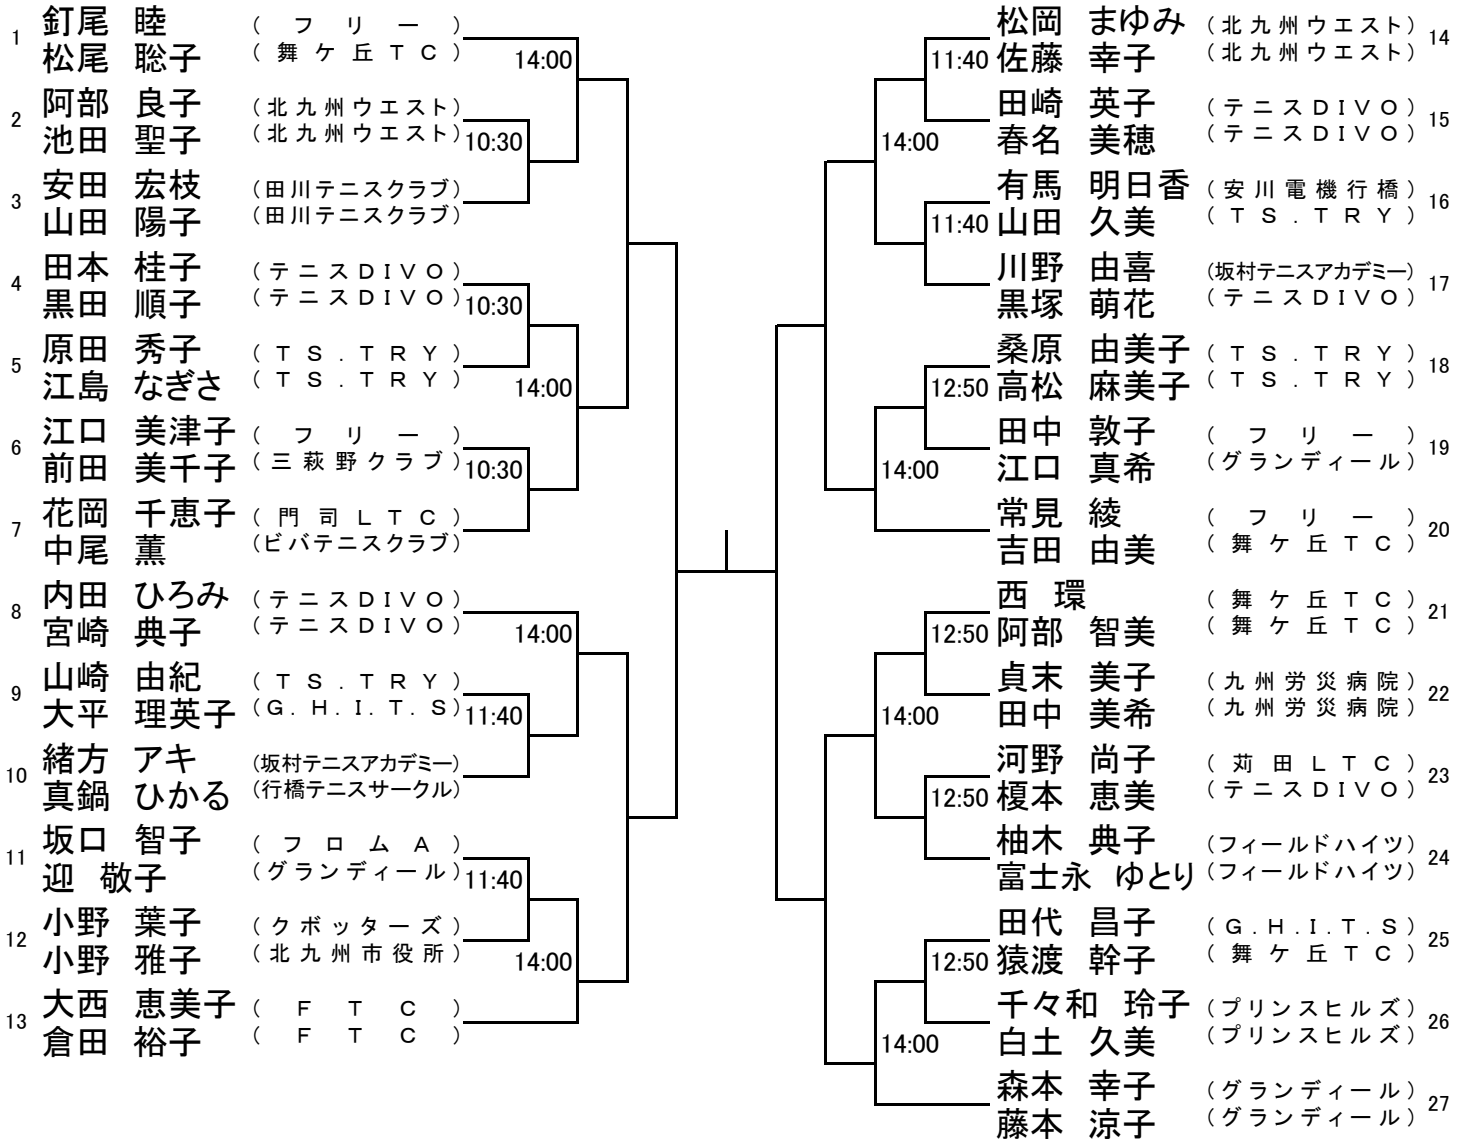 1 釘尾 睦 (フリー)
松尾 聡子 (舞ケ丘TC)
14:00
2 阿部 良子 (北九州ウエスト)
池田 聖子 (北九州ウエスト)
10:30
3 安田 宏枝 (田川テニスクラブ)
山田 陽子 (田川テニスクラブ)
4 田本 桂子 (テニスDIVO)
黒田 順子 (テニスDIVO)
10:30
5 原田 秀子 (TS.TRY)
江島 なぎさ (TS.TRY)
14:00
6 江口 美津子 (フリー)
前田 美千子 (三萩野クラブ)
10:30
7 花岡 千恵子 (門司LTC)
中尾 薫 (ビバテニスクラブ)
8 内田 ひろみ (テニスDIVO)
宮崎 典子 (テニスDIVO)
14:00
9 山崎 由紀 (TS.TRY)
大平 理英子 (G.H.I.T.S)
11:40
10 緒方 アキ (坂村テニスアカデミー)
真鍋 ひかる (行橋テニスサークル)
11 坂口 智子 (フロムA)
迎 敬子 (グランディール)
11:40
12 小野 葉子 (クボッターズ)
小野 雅子 (北九州市役所)
14:00
13 大西 恵美子 (FTC)
倉田 裕子 (FTC)
松岡 まゆみ (北九州ウエスト) 14
11:40
佐藤 幸子 (北九州ウエスト)
田崎 英子 (テニスDIVO) 15
春名 美穂 (テニスDIVO)
14:00
有馬 明日香 (安川電機行橋) 16
11:40
山田 久美 (TS.TRY)
川野 由喜 (坂村テニスアカデミー) 17
黒塚 萌花 (テニスDIVO)
桑原 由美子 (TS.TRY) 18
12:50
高松 麻美子 (TS.TRY)
田中 敦子 (フリー) 19
江口 真希 (グランディール)
14:00
常見 綾 (フリー) 20
吉田 由美 (舞ケ丘TC)
西 環 (舞ケ丘TC) 21
12:50
阿部 智美 (舞ケ丘TC)
貞末 美子 (九州労災病院) 22
田中 美希 (九州労災病院)
14:00
河野 尚子 (苅田LTC) 23
12:50
榎本 恵美 (テニスDIVO)
柚木 典子 (フィールドハイツ) 24
富士永 ゆとり (フィールドハイツ)
田代 昌子 (G.H.I.T.S) 25
12:50
猿渡 幹子 (舞ケ丘TC)
千々和 玲子 (プリンスヒルズ) 26
白土 久美 (プリンスヒルズ)
14:00
森本 幸子 (グランディール) 27
藤本 涼子 (グランディール)